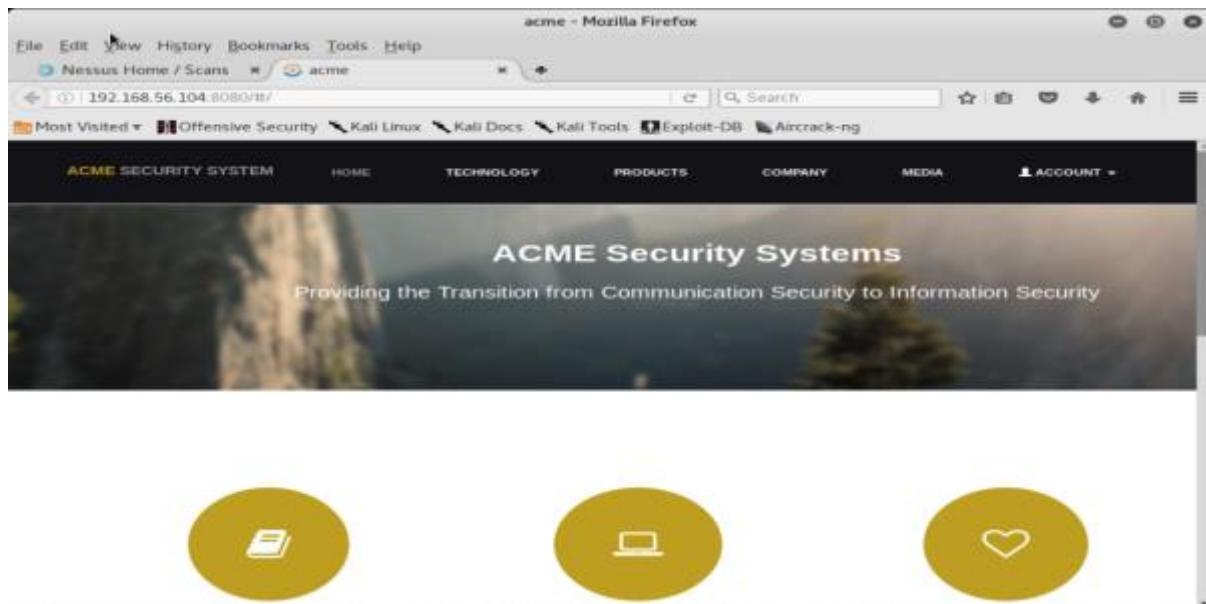 acme - Mozilla Firefox
File Edit View History Bookmarks Tools Help
Nessus Home / Scans acme
192.168.56.104:8080/#/ Search
Most Visited Offensive Security Kali Linux Kali Docs Kali Tools Exploit-DB Aircrack-ng
ACME SECURITY SYSTEM HOME TECHNOLOGY PRODUCTS COMPANY MEDIA ACCOUNT
ACME Security Systems
Providing the Transition from Communication Security to Information Security